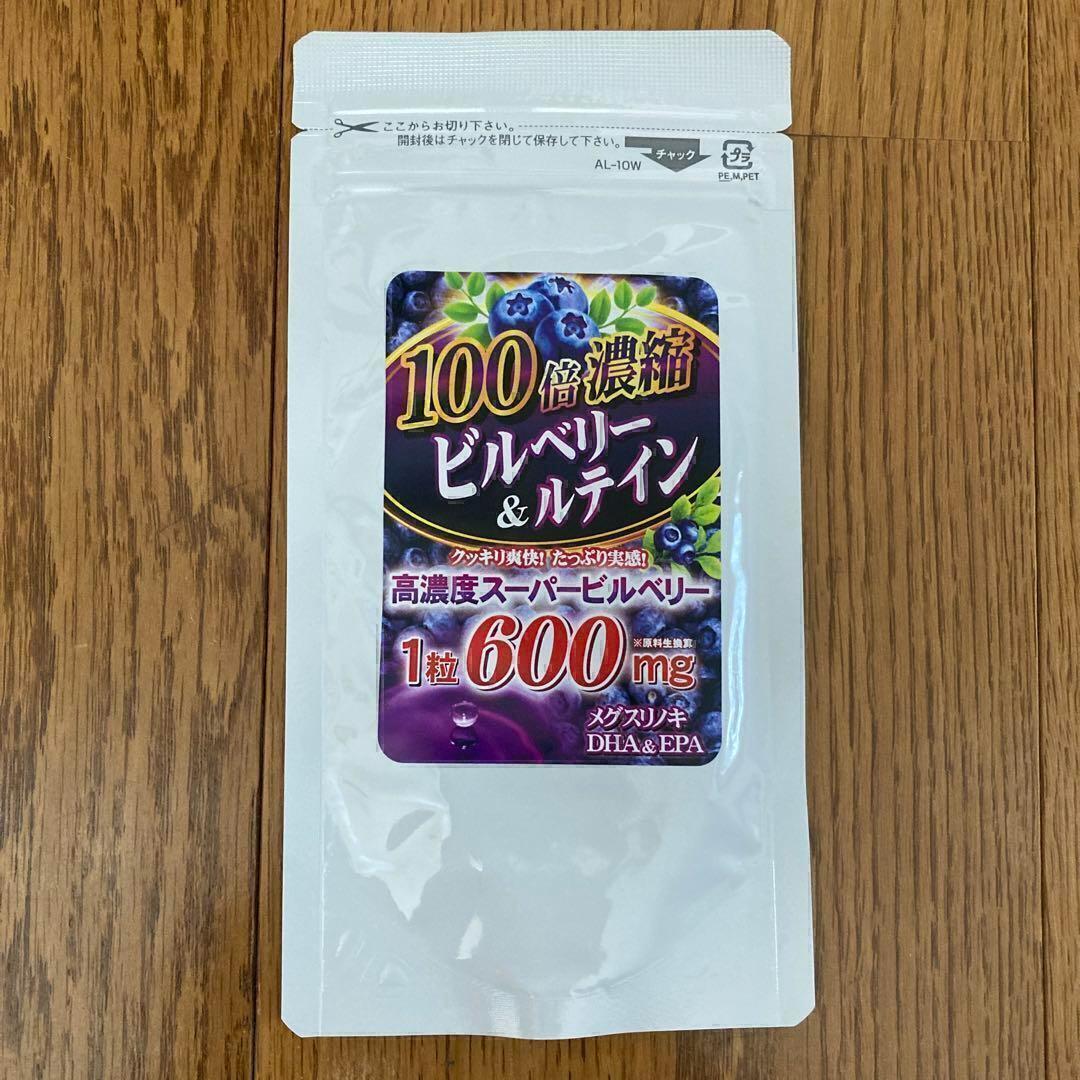 ここからお切り下さい。
開封後はチャックを閉じて保存して下さい。
チャック
AL-10W
プラ
PE,M,PET
100倍濃縮
ビルベリー
&ルテイン
クッキリ爽快! たっぷり実感!
高濃度スーパービルベリー
※原料生換算
1粒600mg
メグスリノキ
DHA&EPA